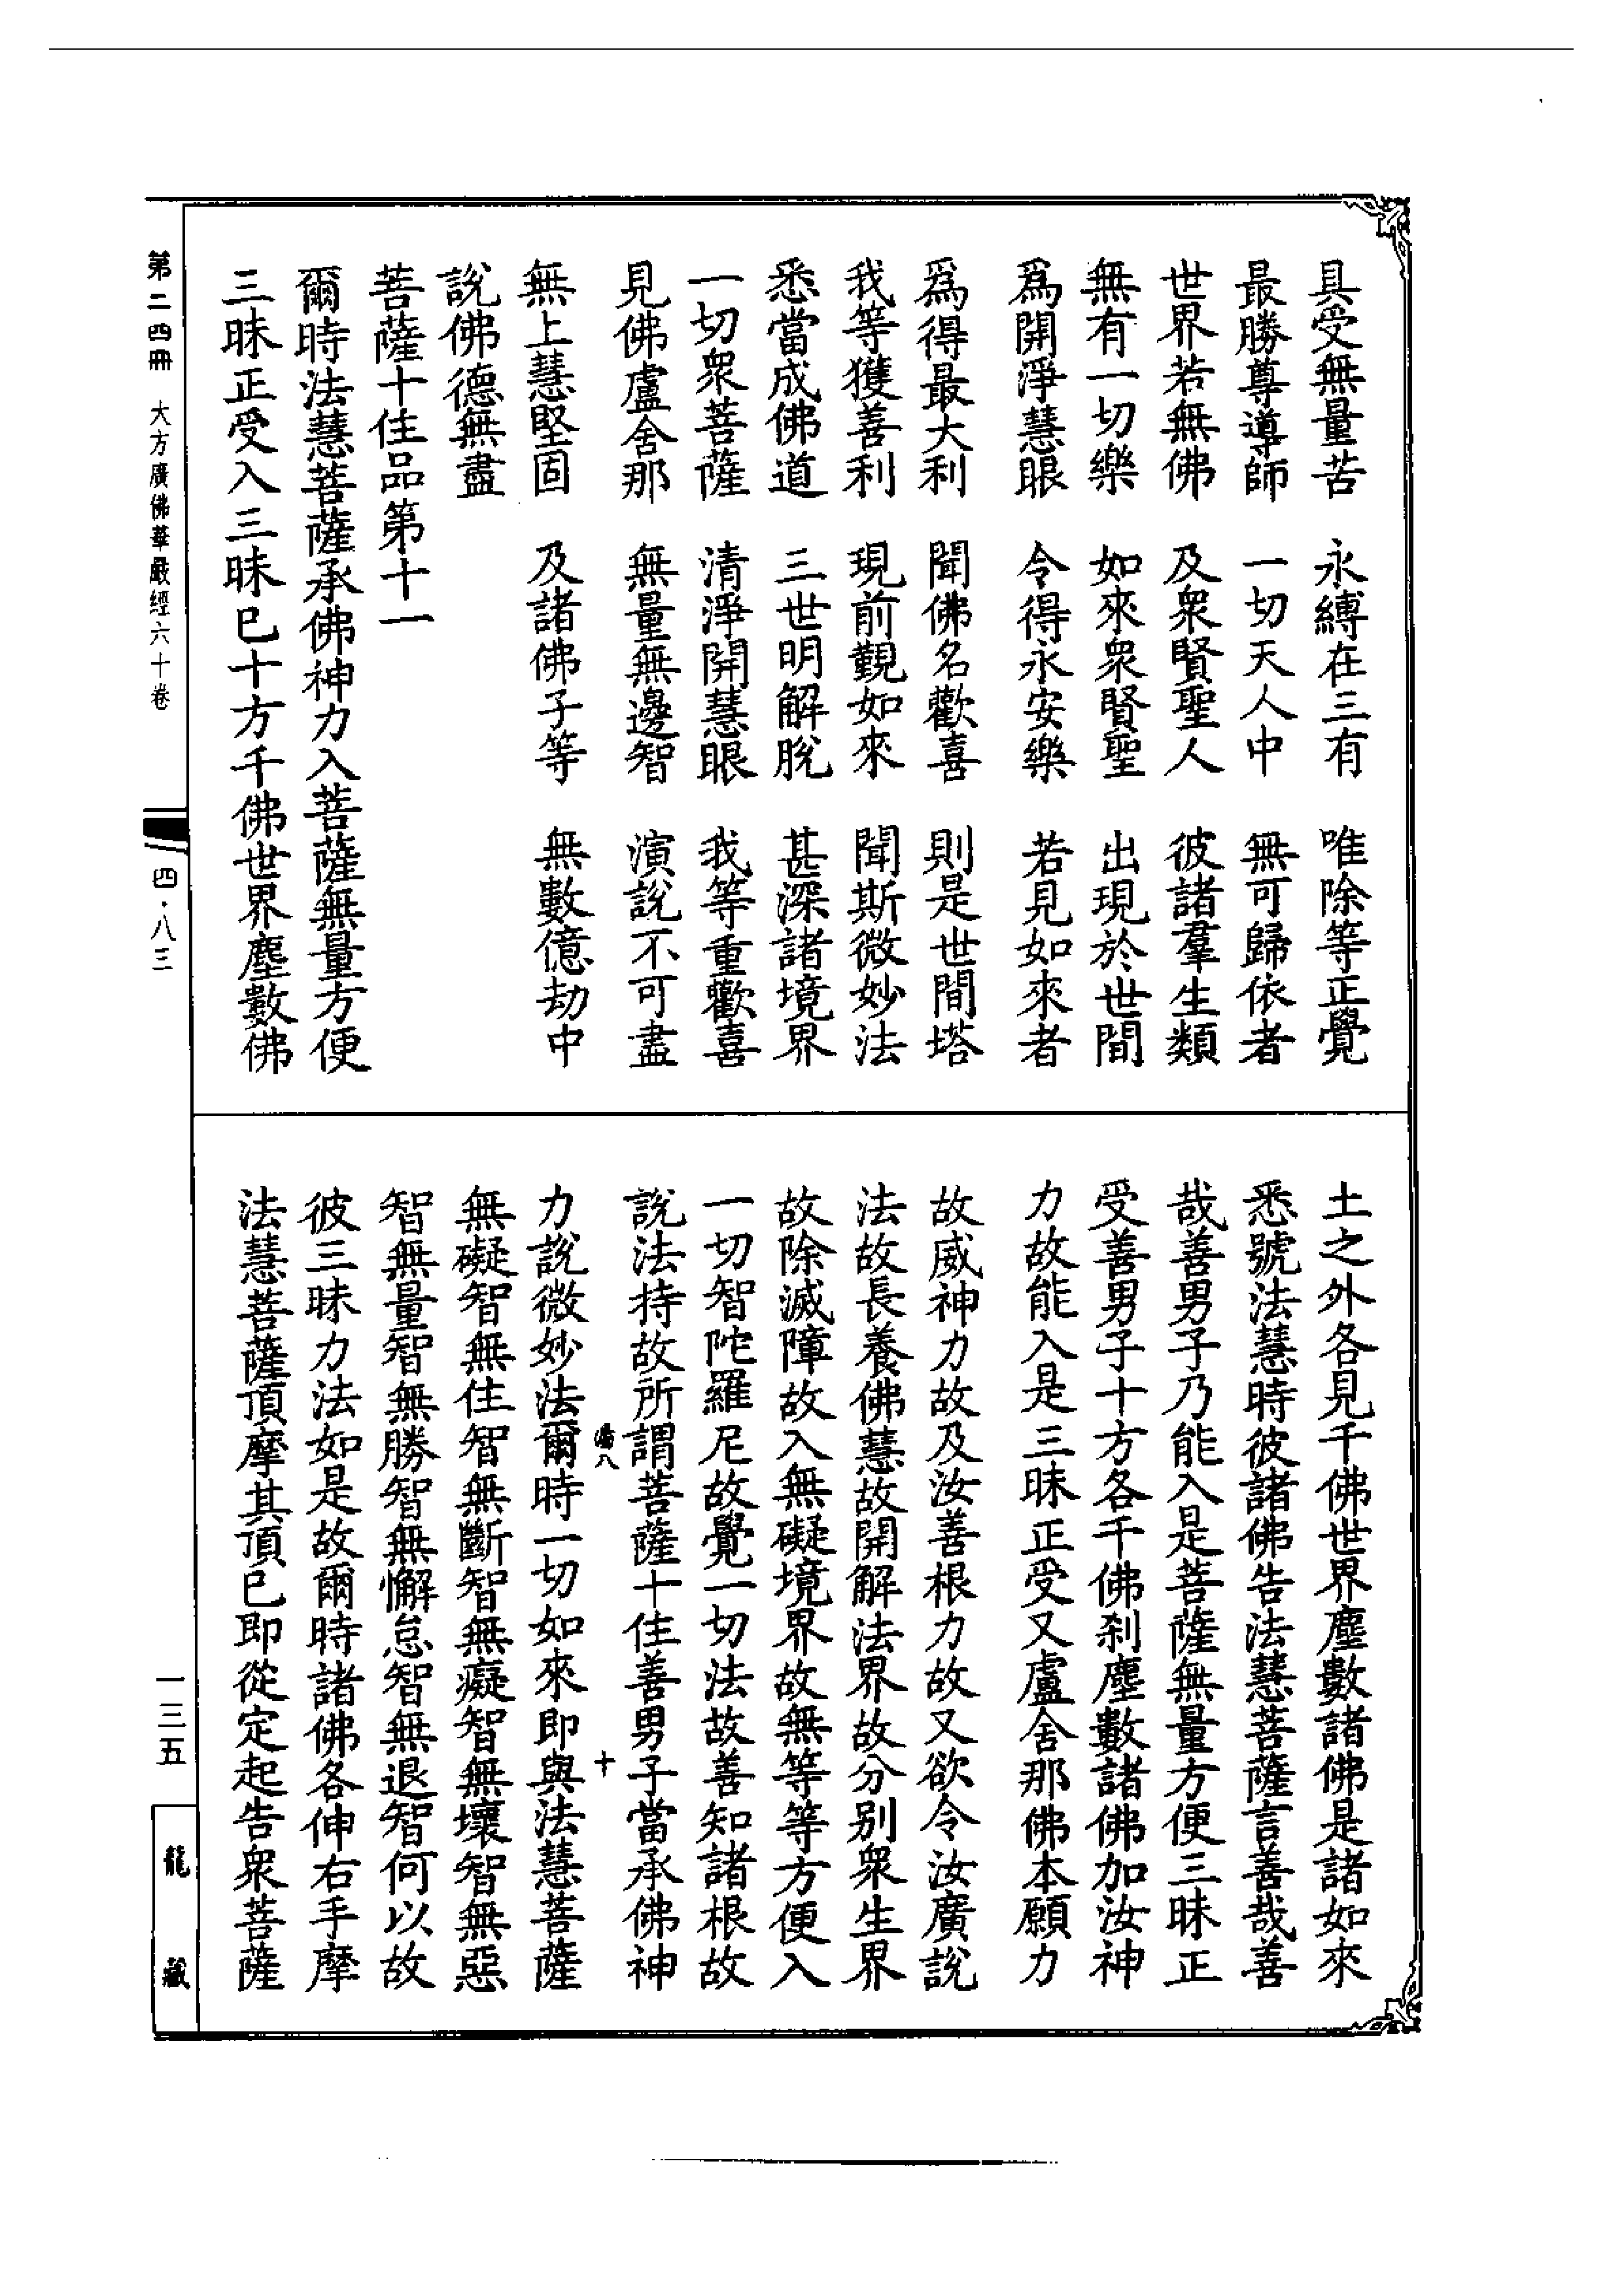 具受無量苦　永縛在三有　唯除等正覺
最勝尊導師　一切天人中　無可歸依者
世界若無佛　及衆賢聖人　彼諸羣生類
無有一切樂　如來衆賢聖　出現於世間
爲開淨慧眼　令得永安樂　若見如來者
爲得最大利　聞佛名歡喜　則是世間塔
我等獲善利　現前覲如來　聞斯微妙法
悉當成佛道　三世明解脫　甚深諸境界
一切衆菩薩　清淨開慧眼　我等重歡喜
見佛盧舍那　無量無邊智　演說不可盡
無上慧堅固　及諸佛子等　無數億劫中
說佛德無盡
菩薩十住品第十一
爾時法慧菩薩承佛神力入菩薩無量方便
三昧正受入三昧已十方千佛世界塵數佛
土之外各見千佛世界塵數諸佛是諸如來
悉號法慧時彼諸佛告法慧菩薩言善哉善
哉善男子乃能入是菩薩無量方便三昧正
受善男子十方各千佛刹塵數諸佛加汝神
力故能入是三昧正受又盧舍那佛本願力
故威神力故及汝善根力故又欲令汝廣說
法故長養佛慧故開解法界故分別衆生界
故除滅障故入無礙境界故無等等方便入
一切智陀羅尼故覺一切法故善知諸根故
說法持故所謂菩薩十住善男子當承佛神
八　十
力說微妙法爾時一切如來即與法慧菩薩
無礙智無住智無斷智無癡智無壞智無惡
智無量智無勝智無懈怠智無退智何以故
彼三昧力法如是故爾時諸佛各伸右手摩
法慧菩薩頂摩其頂已即從定起告衆菩薩
第二四冊　大方廣佛華嚴經六十卷
四·八三
一三五
龍藏